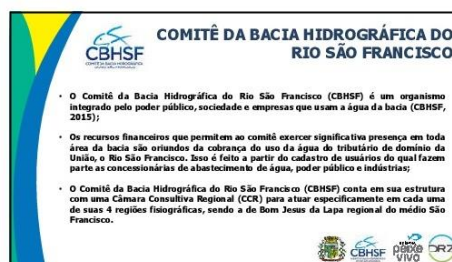 COMITÊ DA BACIA HIDROGRÁFICA DO
RIO SÃO FRANCISCO
CBHSF
• O Comitê da Bacia Hidrográfica do Rio São Francisco (CBHSF) é um organismo
integrado pelo poder público, sociedade e empresas que usam a água da bacia (CBHSF,
2015);
• Os recursos financeiros que permitem ao comitê exercer significativa presença em toda
área da bacia são oriundos da cobrança do uso da água do tributário de domínio da
União, o Rio São Francisco. Isso é feito a partir do cadastro de usuários do qual fazem
parte as concessionárias de abastecimento de água, poder público e indústrias;
• O Comitê da Bacia Hidrográfica do Rio São Francisco (CBHSF) conta em sua estrutura
com uma Câmara Consultiva Regional (CCR) para atuar especificamente em cada uma
de suas 4 regiões fisiográficas, sendo a de Bom Jesus da Lapa regional do médio São
Francisco.
CBHSF
peixe
vivo
DRZ